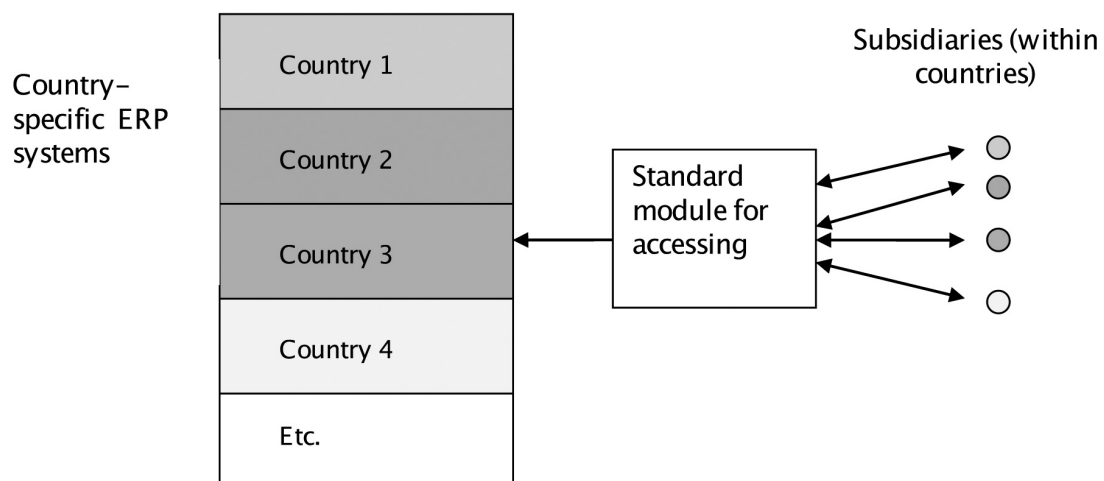 Country-
specific ERP
systems
Country 1
Country 2
Country 3
Country 4
Etc.
Standard
module for
accessing
Subsidiaries (within
countries)